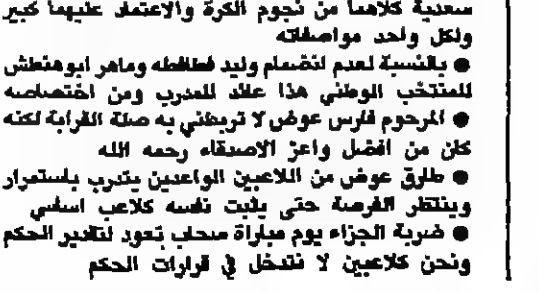 سعدية كلاهما من نجوم الكرة والاعتماد عليهما كبير
ولكل واحد مواصفاته
● بالنسبة لعدم انضمام وليد فطافطه وماهر ابوهنطش
للمنتخب الوطني هذا عائد للمدرب ومن اختصاصه
● المرحوم فارس عوض لا تربطني به صلة القرابة لكنه
كان من افضل واعز الاصدقاء رحمه الله
● طارق عوض من اللاعبين الواعدين يتدرب باستمرار
وينتظر الفرصة حتى يثبت نفسه كلاعب اساسي
● ضربة الجزاء يوم مباراة سحاب تعود لتقدير الحكم
ونحن كلاعبين لا نتدخل في قرارات الحكم